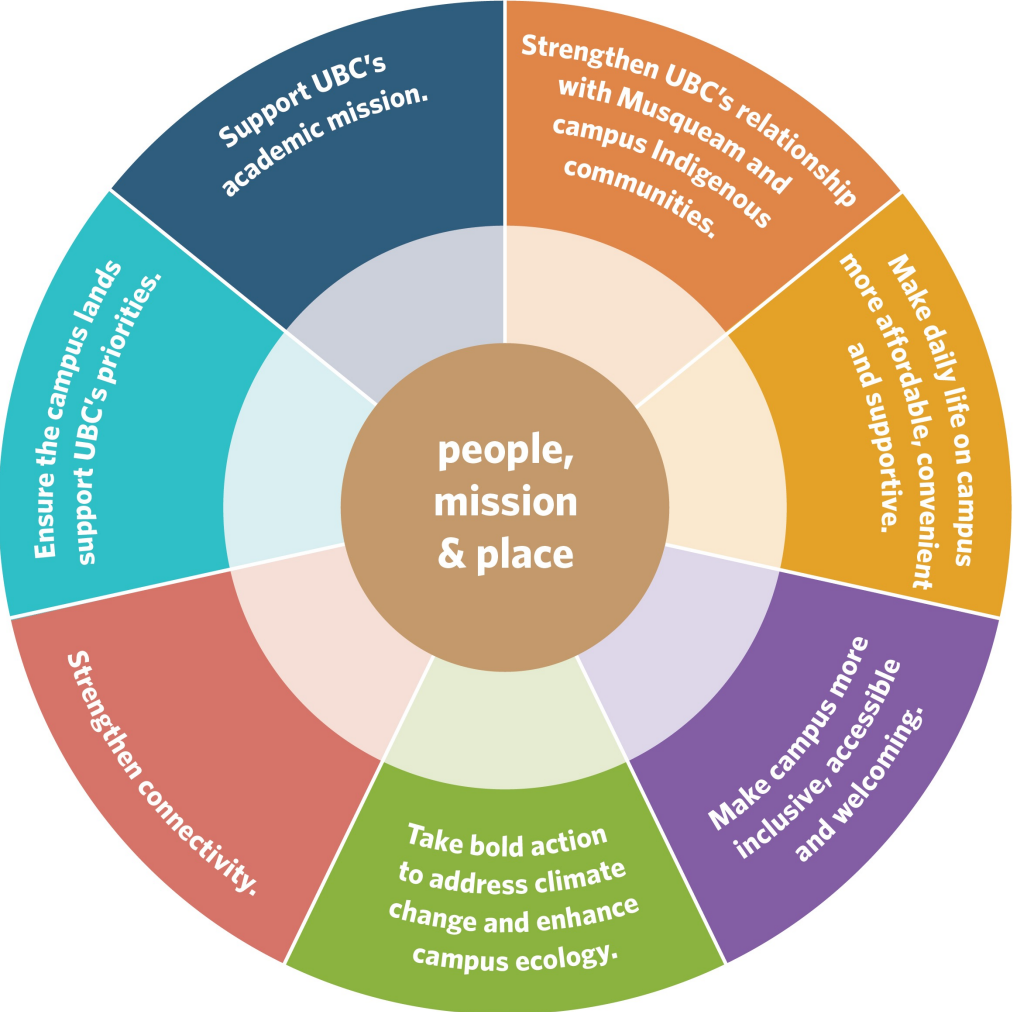 Support UBC's
academic mission.
Strengthen UBC's relationship
with Musqueam and
campus Indigenous
communities.
Make daily life on campus
more affordable, convenient
and supportive.
Make campus more
inclusive, accessible
and welcoming.
Take bold action
to address climate
change and enhance
campus ecology.
Strengthen connectivity.
Ensure the campus lands
support UBC's priorities.
people,
mission
& place